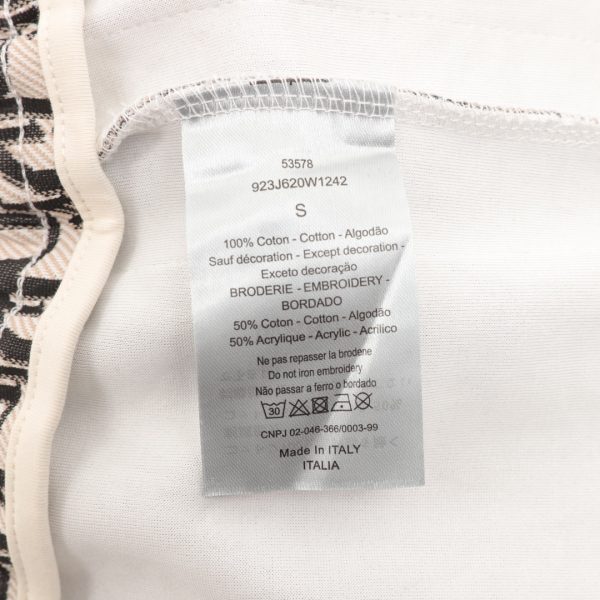 53578
923J620W1242
S
100% Coton - Cotton - Algodão
Sauf décoration - Except decoration -
Exceto decoração
BRODERIE - EMBROIDERY -
BORDADO
50% Coton - Cotton - Algodão
50% Acrylique - Acrylic - Acrilico
Ne pas repasser la brodene
Do not iron embroidery
Não passar a ferro o bordado
30
CNPJ 02-046-366/0003-99
Made In ITALY
ITALIA